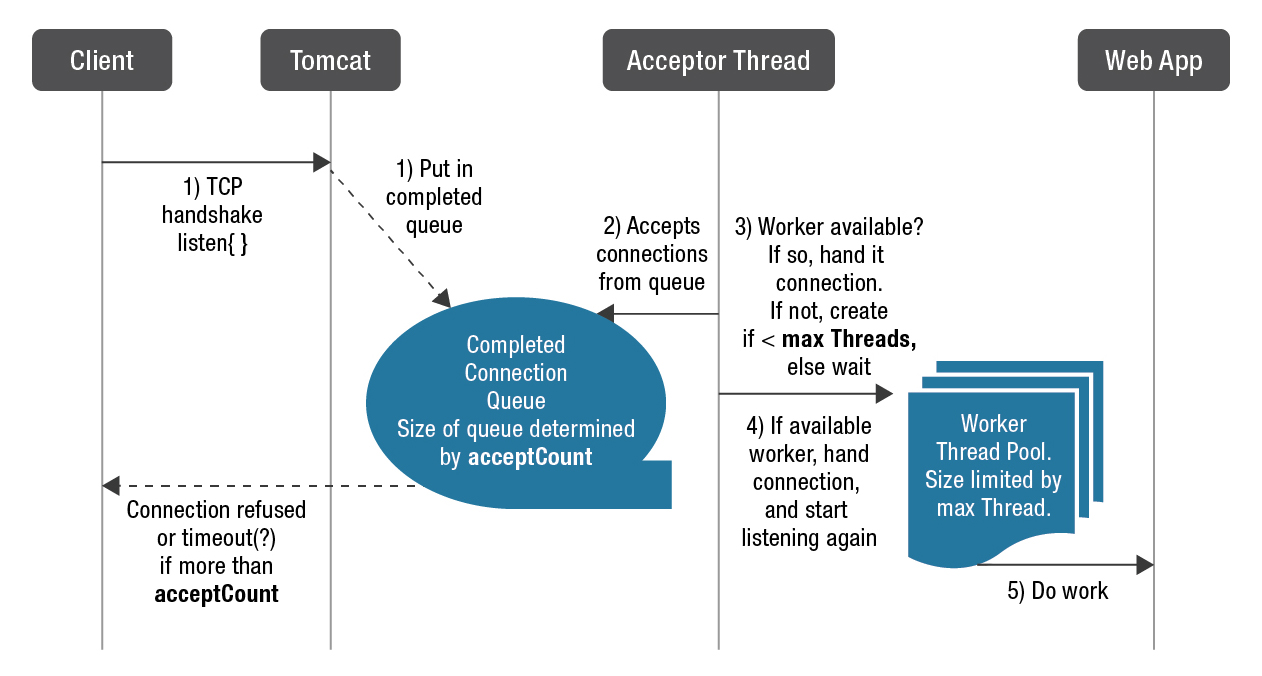 Client
Tomcat
Acceptor Thread
Web App
1) TCP
handshake
listen{ }
1) Put in
completed
queue
2) Accepts
connections
from queue
3) Worker available?
If so, hand it
connection.
If not, create
if < max Threads,
else wait
Completed
Connection
Queue
Size of queue determined
by acceptCount
4) If available
worker, hand
connection,
and start
listening again
Worker
Thread Pool.
Size limited by
max Thread.
Connection refused
or timeout(?)
if more than
acceptCount
5) Do work